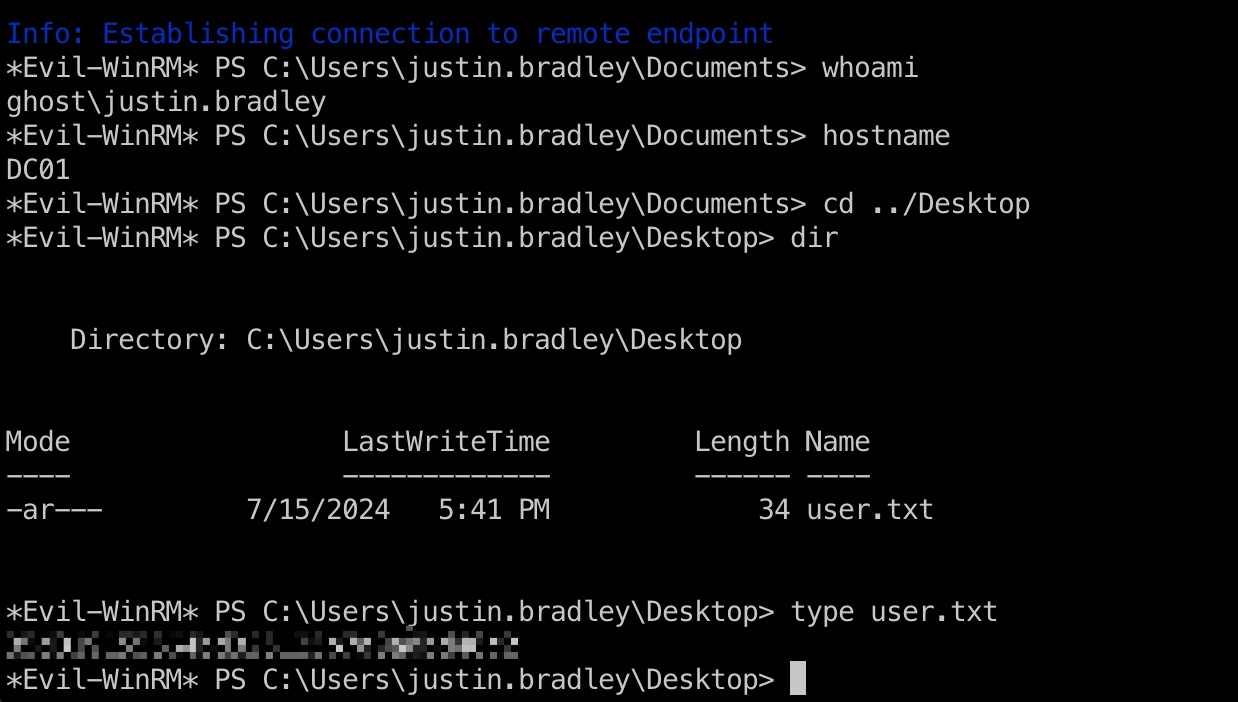 Info: Establishing connection to remote endpoint
*Evil-WinRM* PS C:\Users\justin.bradley\Documents> whoami
ghost\justin.bradley
*Evil-WinRM* PS C:\Users\justin.bradley\Documents> hostname
DC01
*Evil-WinRM* PS C:\Users\justin.bradley\Documents> cd ../Desktop
*Evil-WinRM* PS C:\Users\justin.bradley\Desktop> dir
Directory: C:\Users\justin.bradley\Desktop
Mode LastWriteTime Length Name
---- ------------- ------ ----
-ar--- 7/15/2024 5:41 PM 34 user.txt
*Evil-WinRM* PS C:\Users\justin.bradley\Desktop> type user.txt
*Evil-WinRM* PS C:\Users\justin.bradley\Desktop>